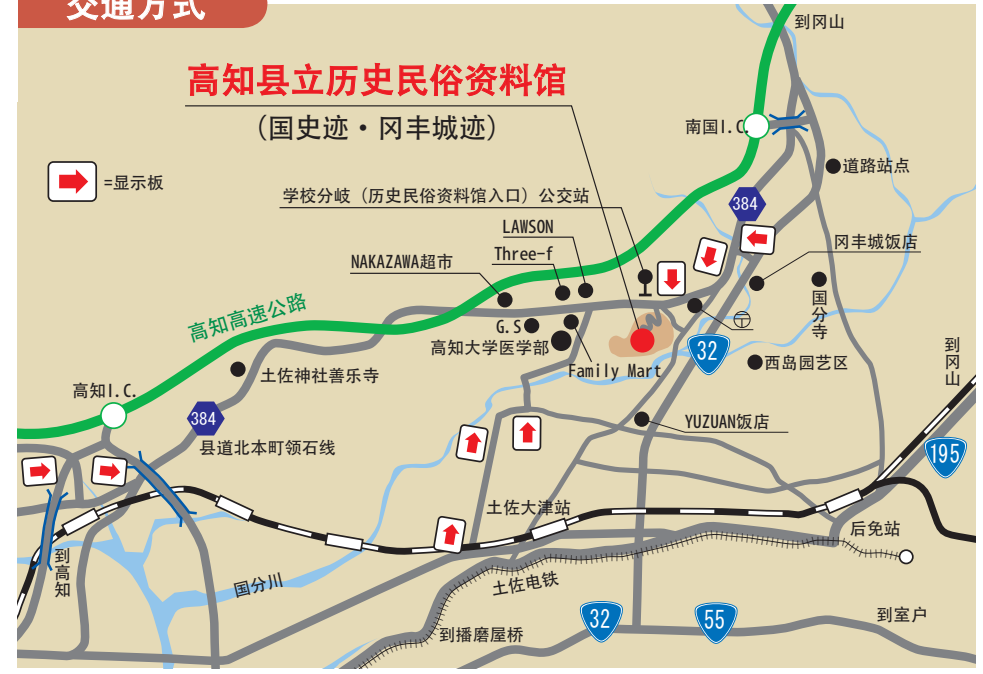 交通方式
到冈山
高知县立历史民俗资料馆
（国史迹・冈丰城迹）
南国I.C.
道路站点
=显示板
学校分岐（历史民俗资料馆入口）公交站
384
LAWSON
冈丰城饭店
Three-f
NAKAZAWA超市
国分寺
高知高速公路
G.S
高知大学医学部
32
到冈山
Family Mart
西岛园艺区
土佐神社善乐寺
高知I.C.
384
YUZUAN饭店
县道北本町领石线
195
土佐大津站
后免站
到高知
国分川
土佐电铁
32
55
到室户
到播磨屋桥